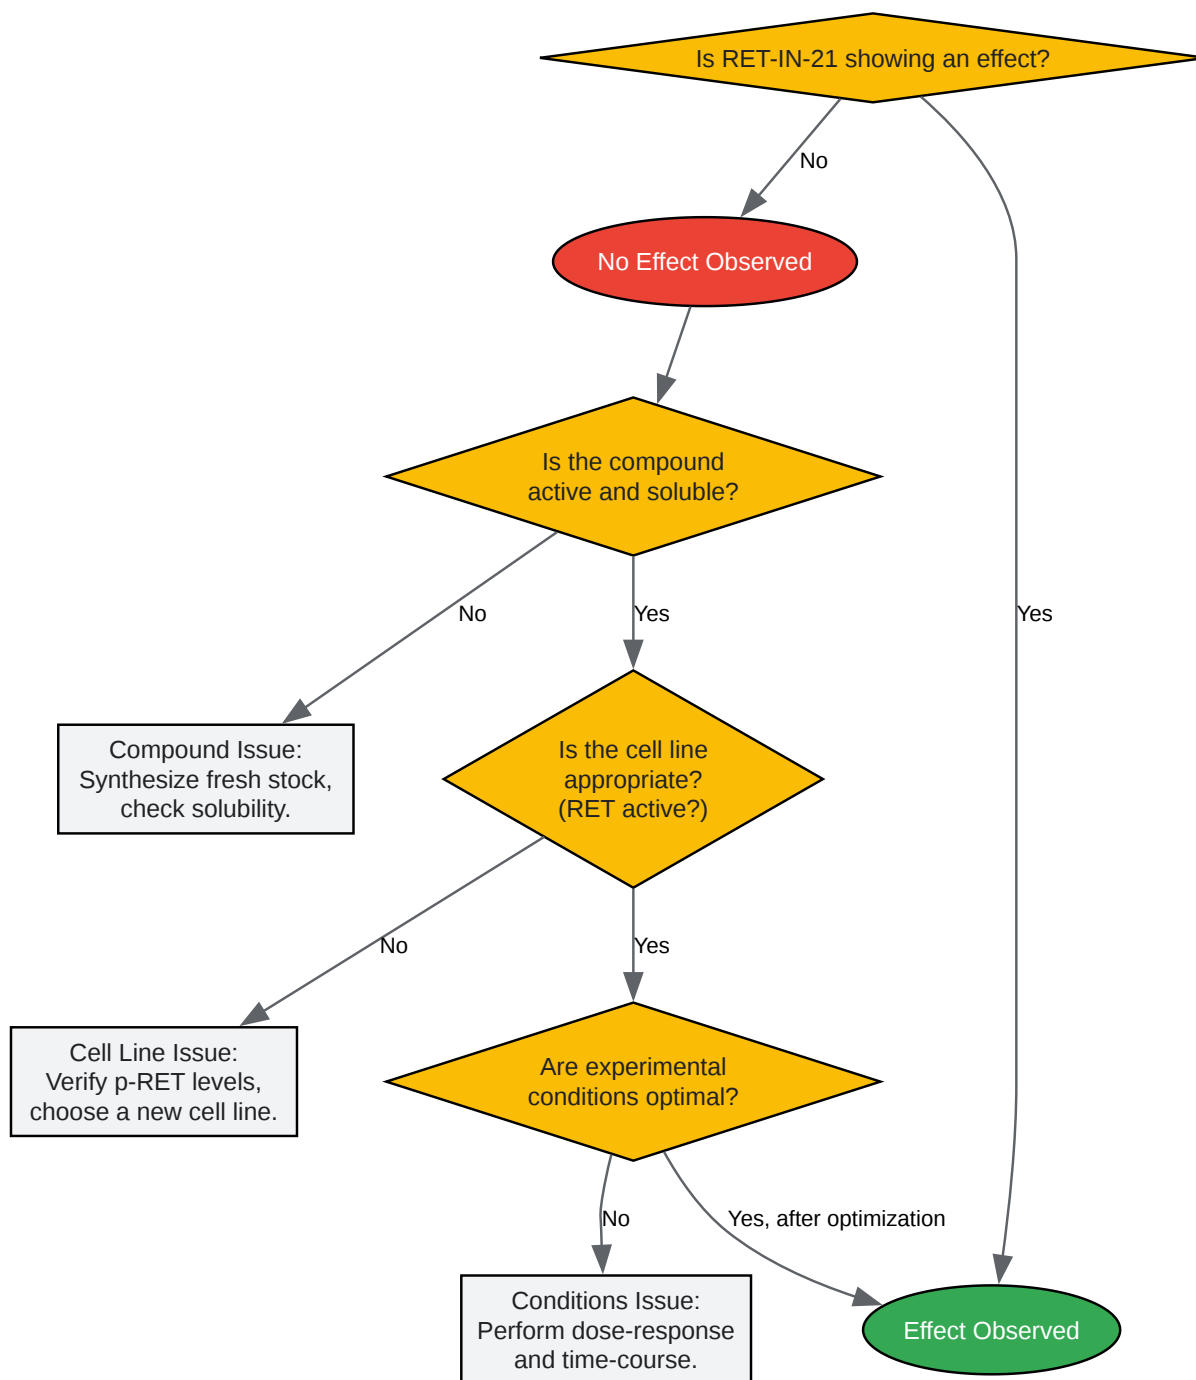 Is RET-IN-21 showing an effect?
No
No Effect Observed
Is the compound
active and soluble?
No
Yes
Yes
Compound Issue:
Synthesize fresh stock,
check solubility.
Is the cell line
appropriate?
(RET active?)
No
Yes
Cell Line Issue:
Verify p-RET levels,
choose a new cell line.
Are experimental
conditions optimal?
No
Yes, after optimization
Conditions Issue:
Perform dose-response
and time-course.
Effect Observed